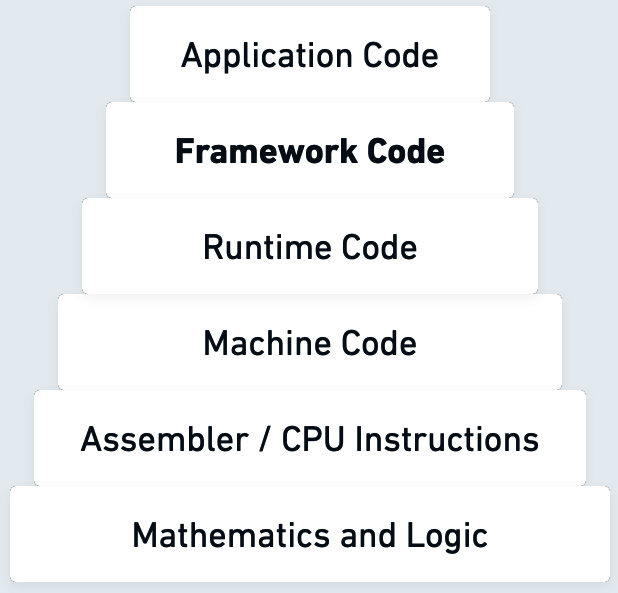 Application Code
Framework Code
Runtime Code
Machine Code
Assembler / CPU Instructions
Mathematics and Logic